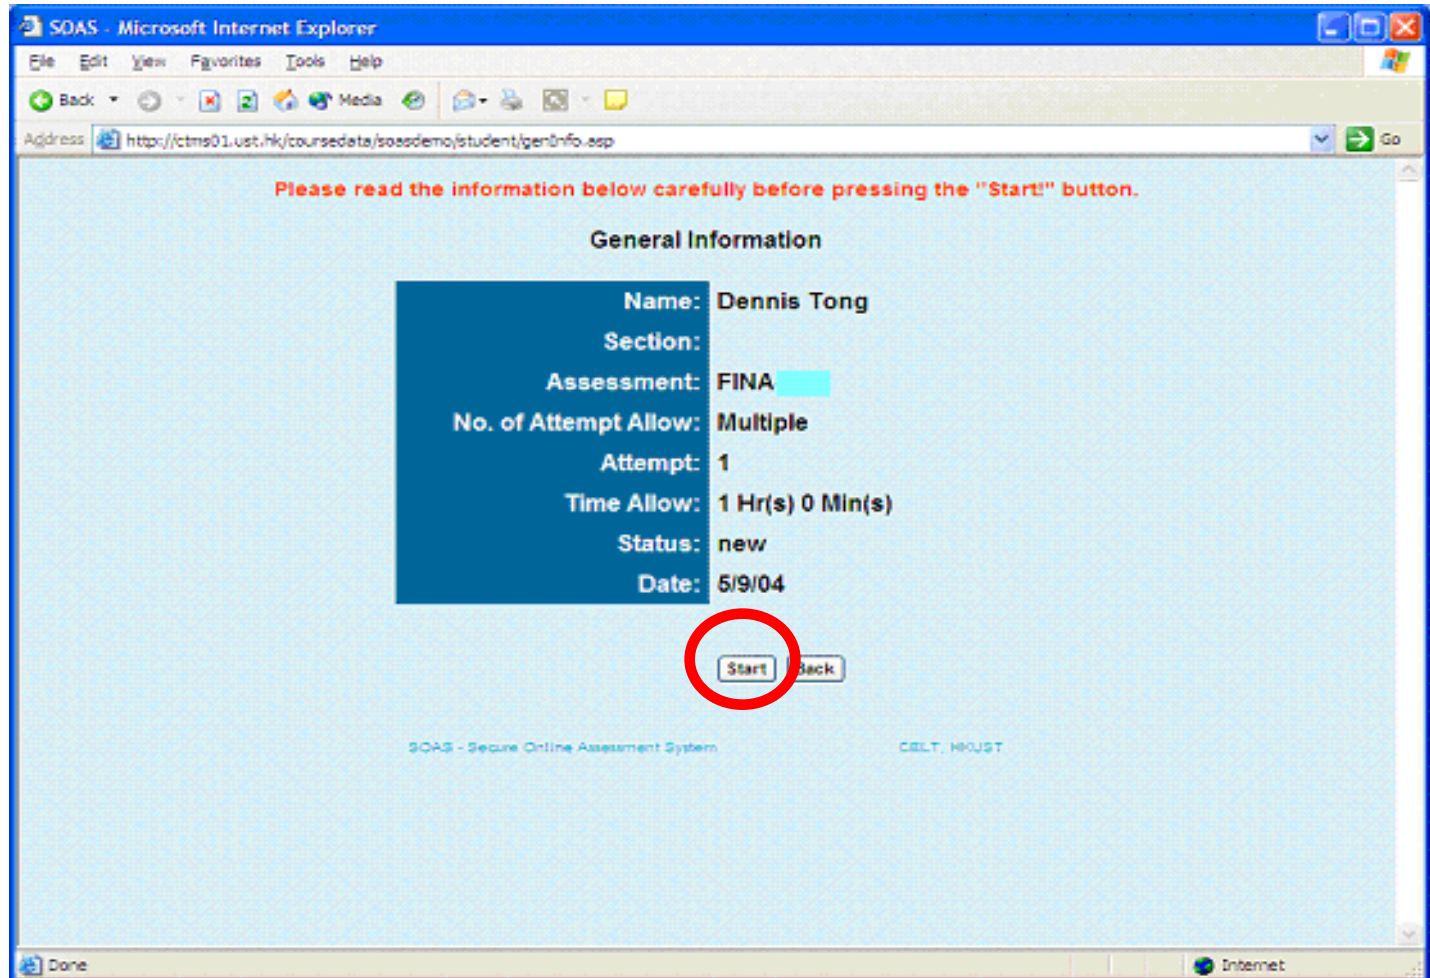 SOAS - Microsoft Internet Explorer
File Edit View Favorites Tools Help
Back Media
Address http://ctms01.ust.hk/coursedata/soasdemo/student/genInfo.asp Go
Please read the information below carefully before pressing the "Start!" button.
General Information
Name: Dennis Tong
Section:
Assessment: FINA
No. of Attempt Allow: Multiple
Attempt: 1
Time Allow: 1 Hr(s) 0 Min(s)
Status: new
Date: 5/9/04
Start Back
SOAS - Secure Online Assessment System CELT, HKUST
Done Internet